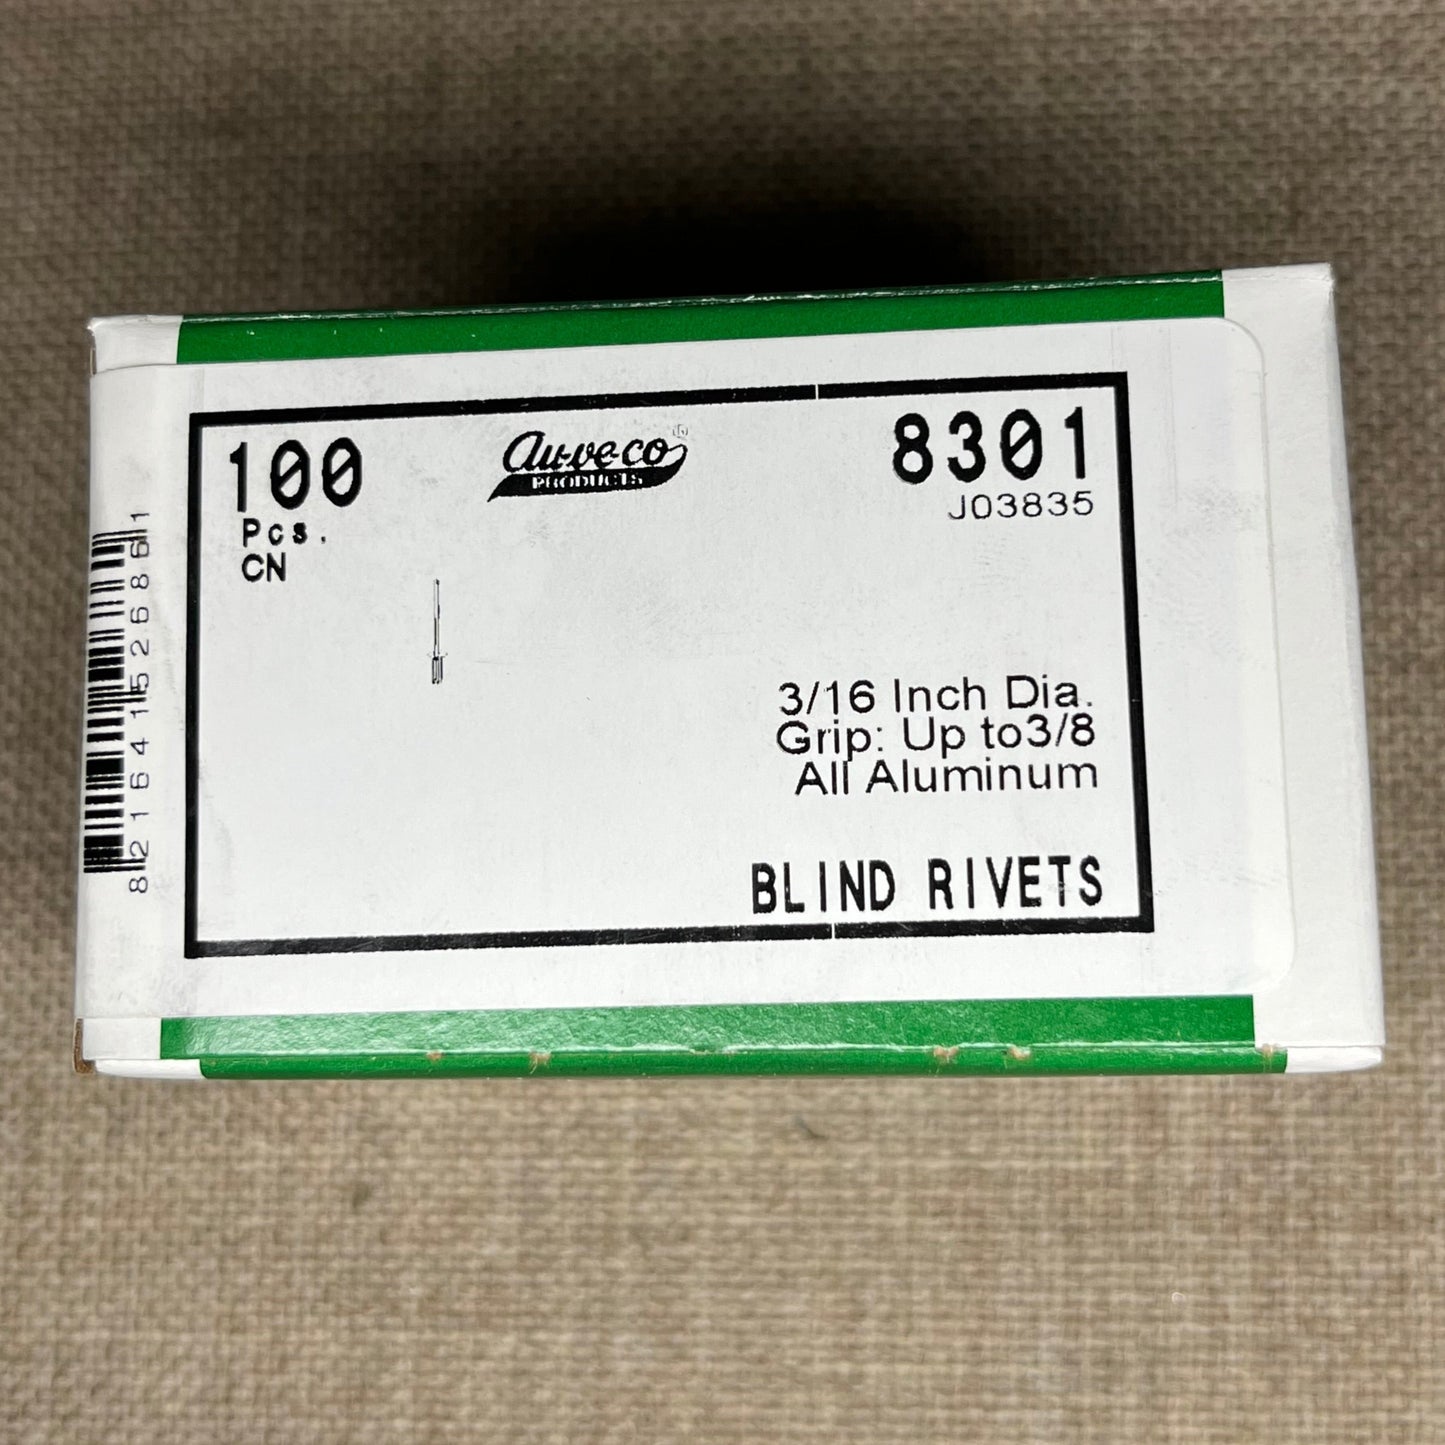 100
Pcs.
CN
Au-ve-co®
PRODUCTS
8301
J03835
3/16 Inch Dia.
Grip: Up to3/8
All Aluminum
BLIND RIVETS
821641526861